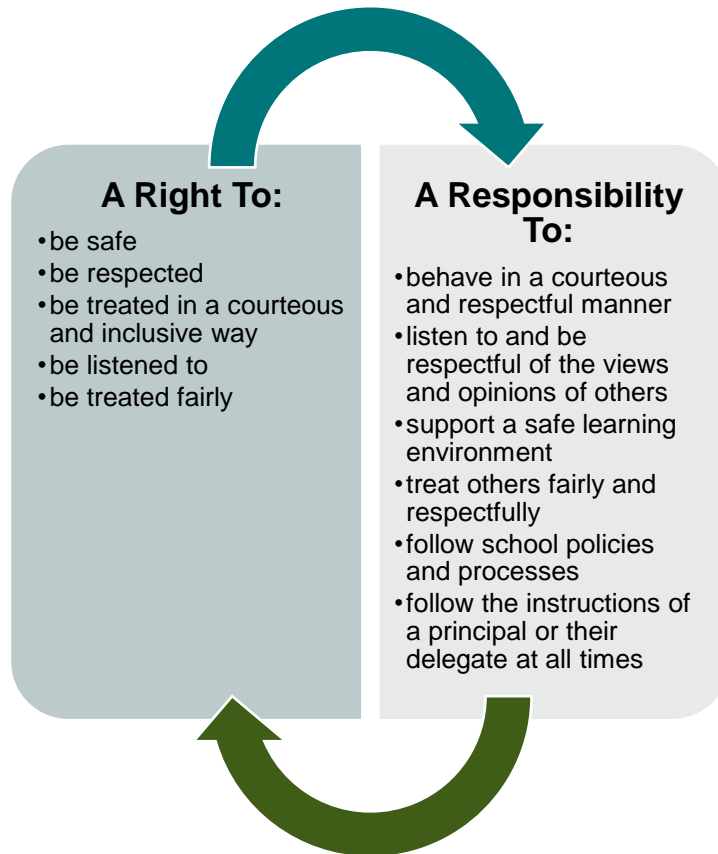 A Right To:
•be safe
•be respected
•be treated in a courteous
and inclusive way
•be listened to
•be treated fairly
A Responsibility
To:
•behave in a courteous
and respectful manner
•listen to and be
respectful of the views
and opinions of others
•support a safe learning
environment
•treat others fairly and
respectfully
•follow school policies
and processes
•follow the instructions of
a principal or their
delegate at all times